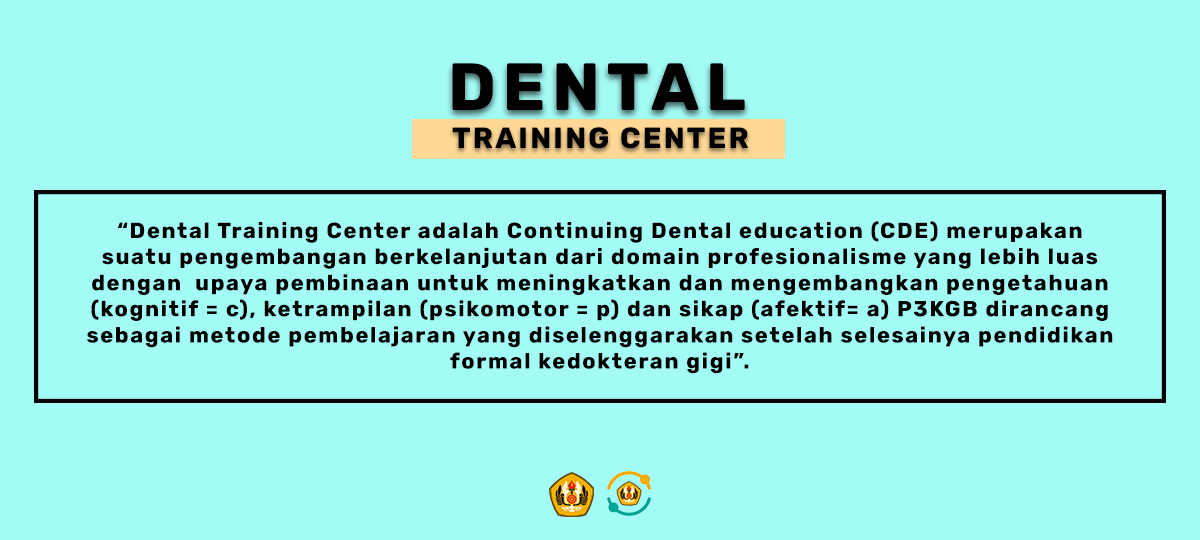 DENTAL
TRAINING CENTER
“Dental Training Center adalah Continuing Dental education (CDE) merupakan
suatu pengembangan berkelanjutan dari domain profesionalisme yang lebih luas
dengan  upaya pembinaan untuk meningkatkan dan mengembangkan pengetahuan
(kognitif = c), ketrampilan (psikomotor = p) dan sikap (afektif= a) P3KGB dirancang
sebagai metode pembelajaran yang diselenggarakan setelah selesainya pendidikan
formal kedokteran gigi”.